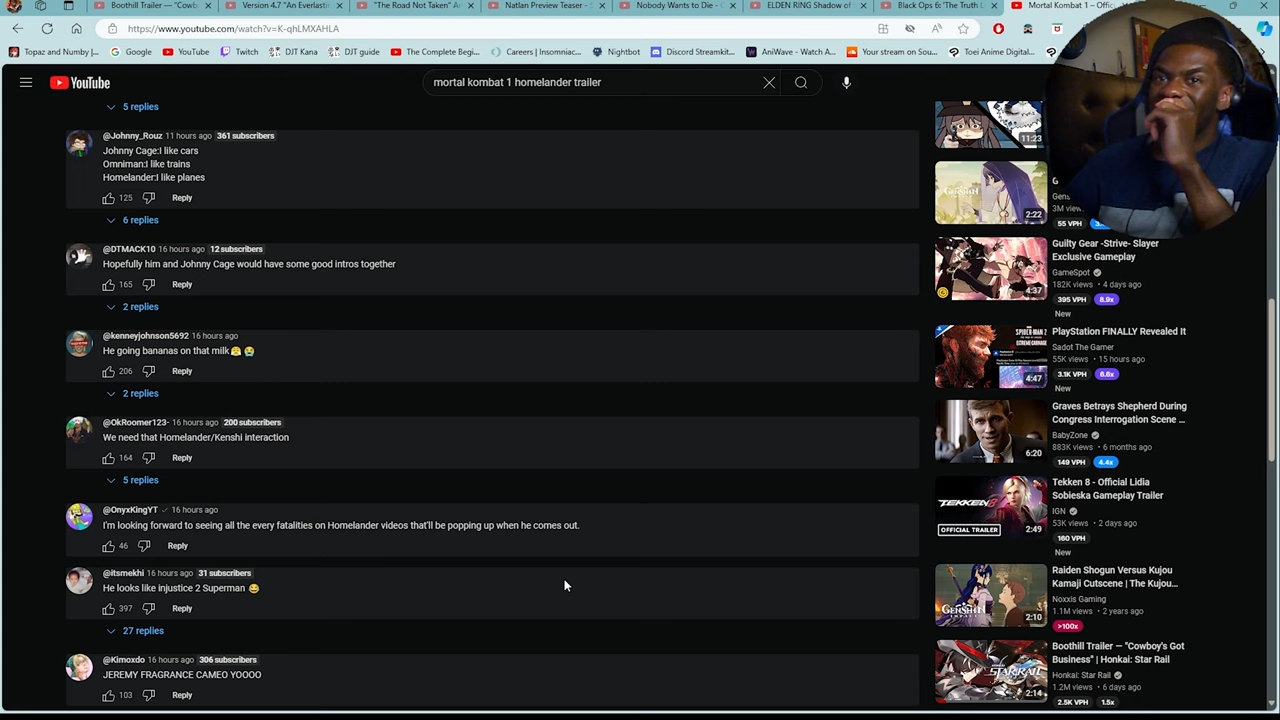 Boothill Trailer — "Cowb
Version 4.7 "An Everlastin
"The Road Not Taken" An
Natlan Preview Teaser - S
Nobody Wants to Die - O
ELDEN RING Shadow of
Black Ops 6: 'The Truth L
Mortal Kombat 1 – Offic
https://www.youtube.com/watch?v=K-qhLMXAHLA
Topaz and Numby |...
Google
YouTube
Twitch
DJT Kana
DJT guide
The Complete Begi...
Careers | Insomniac...
Nightbot
Discord Streamkit...
AniWave - Watch A...
Your stream on Sou...
Toei Anime Digital...
YouTube
mortal kombat 1 homelander trailer
5 replies
@Johnny_Rouz 11 hours ago 361 subscribers
Johnny Cage:I like cars
Omniman:I like trains
Homelander:I like planes
125 Reply
6 replies
@DTMACK10 16 hours ago 12 subscribers
Hopefully him and Johnny Cage would have some good intros together
165 Reply
2 replies
@kenneyjohnson5692 16 hours ago
He going bananas on that milk😤😭
206 Reply
2 replies
@OkRoomer123- 16 hours ago 200 subscribers
We need that Homelander/Kenshi interaction
164 Reply
5 replies
@OnyxKingYT 16 hours ago
I'm looking forward to seeing all the every fatalities on Homelander videos that'll be popping up when he comes out.
46 Reply
@itsmekhi 16 hours ago 31 subscribers
He looks like injustice 2 Superman 😂
397 Reply
27 replies
@Kimoxdo 16 hours ago 306 subscribers
JEREMY FRAGRANCE CAMEO YOOOO
103 Reply
11:23
GENSHIN
2:22
G
Gens
3M view
55 VPH
4:37
Guilty Gear -Strive- Slayer
Exclusive Gameplay
GameSpot
182K views • 4 days ago
395 VPH 8.9x
New
SPIDER-MAN 2
4:47
PlayStation FINALLY Revealed It
Sadot The Gamer
55K views • 15 hours ago
3.1K VPH 6.6x
New
6:20
Graves Betrays Shepherd During
Congress Interrogation Scene ...
BabyZone
883K views • 6 months ago
149 VPH 4.4x
TEKKEN 8
OFFICIAL TRAILER
2:49
Tekken 8 - Official Lidia
Sobieska Gameplay Trailer
IGN
53K views • 2 days ago
160 VPH
New
GENSHIN
IMPACT
2:10
Raiden Shogun Versus Kujou
Kamaji Cutscene | The Kujou...
Noxxis Gaming
1.1M views • 2 years ago
>100x
2:14
Boothill Trailer — "Cowboy's Got
Business" | Honkai: Star Rail
Honkai: Star Rail
1.2M views • 6 days ago
2.5K VPH 1.5x